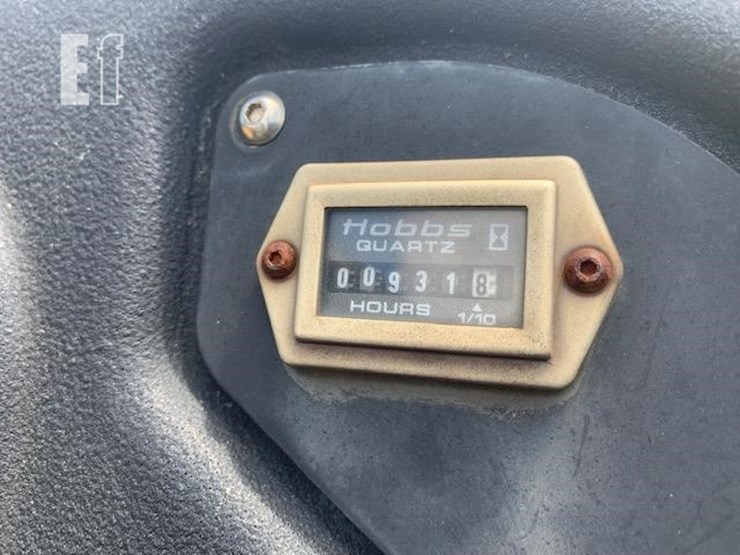 Ef
Hobbs
QUARTZ
009318
HOURS
1/10